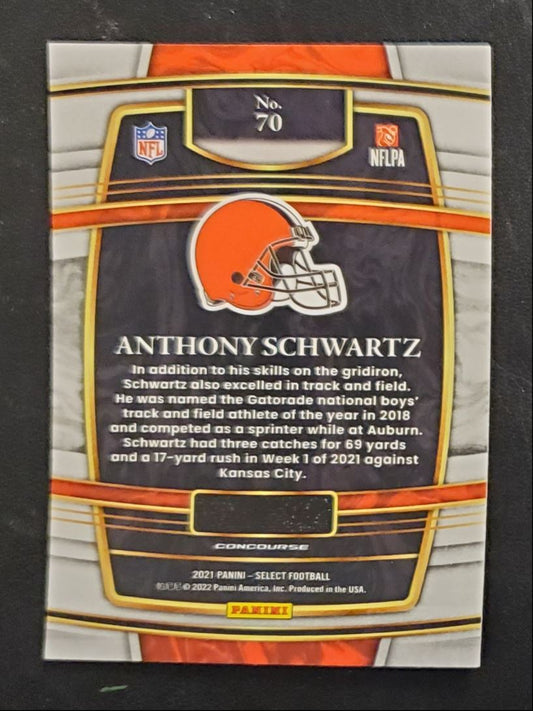 No.
70
NFL
NFLPA
ANTHONY SCHWARTZ
In addition to his skills on the gridiron,
Schwartz also excelled in track and field.
He was named the Gatorade national boys'
track and field athlete of the year in 2018
and competed as a sprinter while at Auburn.
Schwartz had three catches for 69 yards
and a 17-yard rush in Week 1 of 2021 against
Kansas City.
CONCOURSE
2021 PANINI – SELECT FOOTBALL
© 2022 Panini America, Inc. Produced in the USA.
PANINI